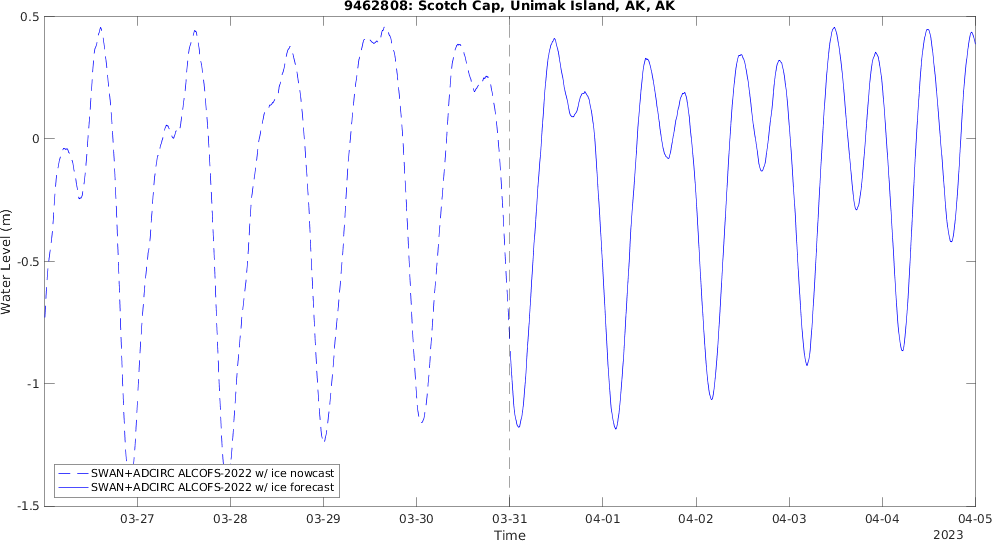 9462808: Scotch Cap, Unimak Island, AK, AK
0.5
0
-0.5
-1
-1.5
Water Level (m)
SWAN+ADCIRC ALCOFS-2022 w/ ice nowcast
SWAN+ADCIRC ALCOFS-2022 w/ ice forecast
03-27 03-28 03-29 03-30 03-31 04-01 04-02 04-03 04-04 04-05
Time
2023